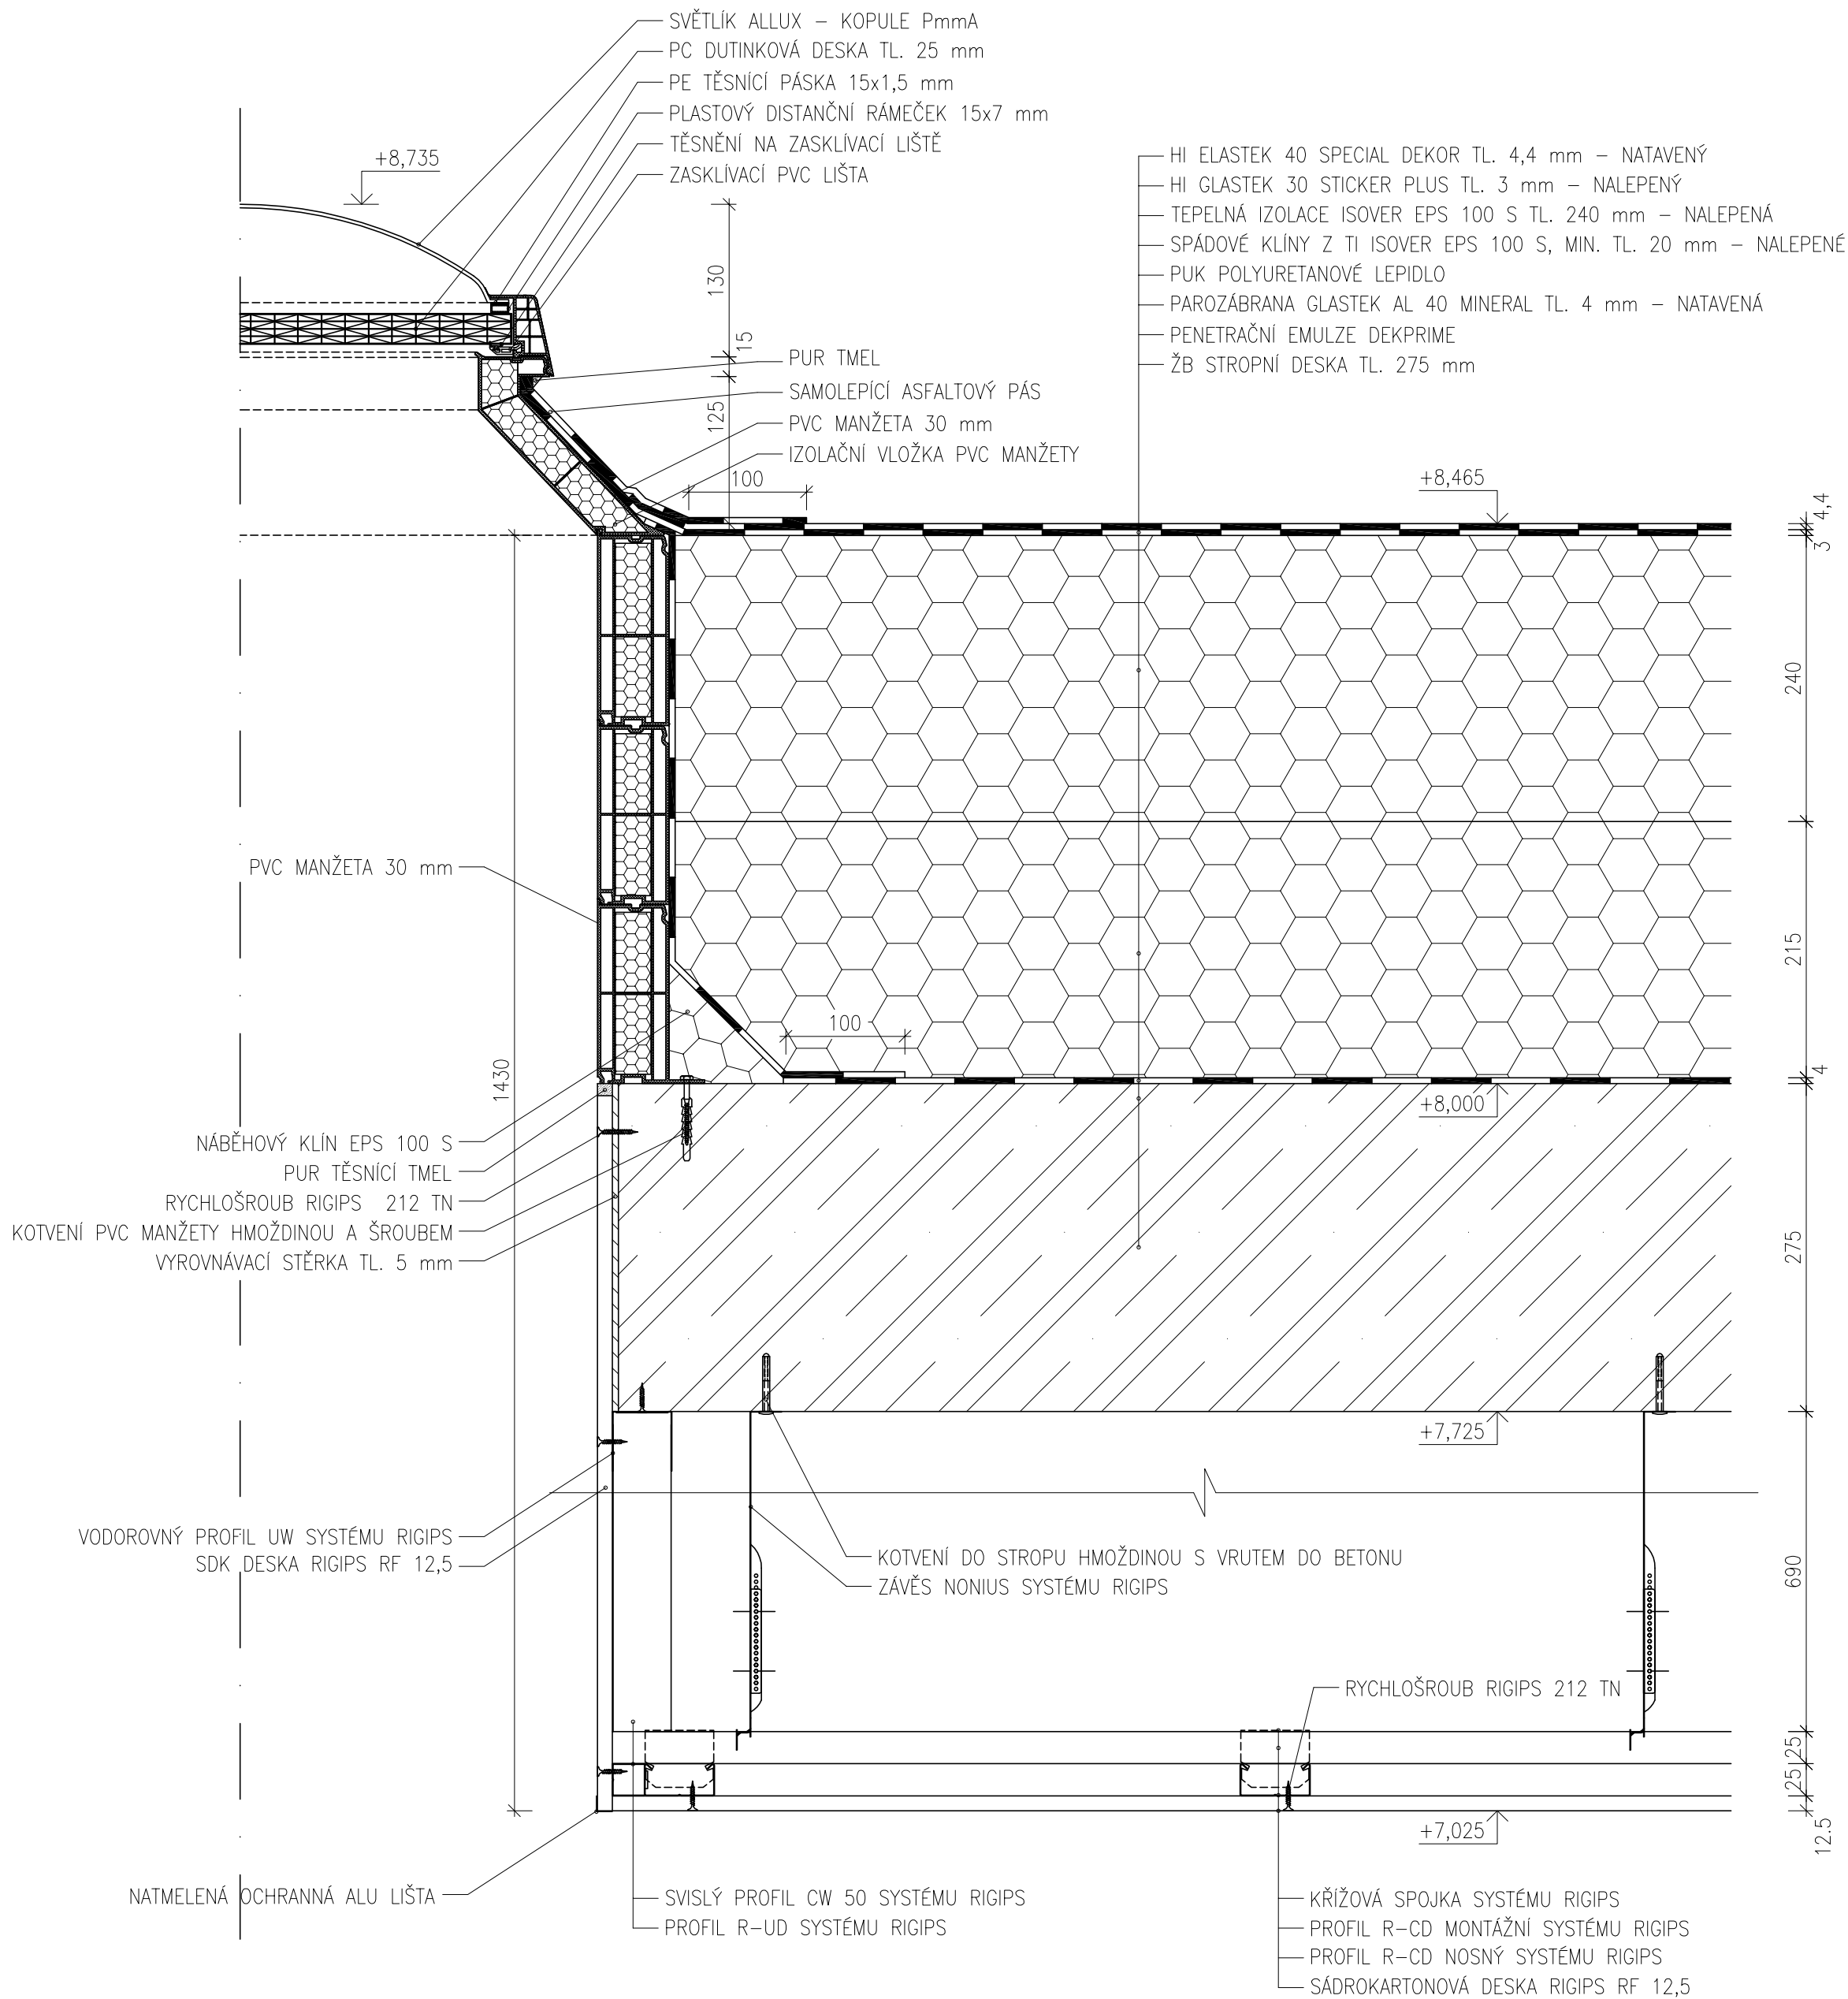 SVĚTLÍK ALLUX – KOPULE PmmA
PC DUTINKOVÁ DESKA TL. 25 mm
PE TĚSNÍCÍ PÁSKA 15x1,5 mm
PLASTOVÝ DISTANČNÍ RÁMEČEK 15x7 mm
TĚSNĚNÍ NA ZASKLÍVACÍ LIŠTĚ
ZASKLÍVACÍ PVC LIŠTA
+8,735
HI ELASTEK 40 SPECIAL DEKOR TL. 4,4 mm – NATAVENÝ
HI GLASTEK 30 STICKER PLUS TL. 3 mm – NALEPENÝ
TEPELNÁ IZOLACE ISOVER EPS 100 S TL. 240 mm – NALEPENÁ
SPÁDOVÉ KLÍNY Z TI ISOVER EPS 100 S, MIN. TL. 20 mm – NALEPENÉ
PUK POLYURETANOVÉ LEPIDLO
PAROZÁBRANA GLASTEK AL 40 MINERAL TL. 4 mm – NATAVENÁ
PENETRAČNÍ EMULZE DEKPRIME
ŽB STROPNÍ DESKA TL. 275 mm
130
15
125
PUR TMEL
SAMOLEPÍCÍ ASFALTOVÝ PÁS
PVC MANŽETA 30 mm
IZOLAČNÍ VLOŽKA PVC MANŽETY
100
+8,465
4,4
3
240
215
4
PVC MANŽETA 30 mm
100
1430
+8,000
NÁBĚHOVÝ KLÍN EPS 100 S
PUR TĚSNÍCÍ TMEL
RYCHLOŠROUB RIGIPS 212 TN
KOTVENÍ PVC MANŽETY HMOŽDINOU A ŠROUBEM
VYROVNÁVACÍ STĚRKA TL. 5 mm
275
+7,725
VODOROVNÝ PROFIL UW SYSTÉMU RIGIPS
SDK DESKA RIGIPS RF 12,5
KOTVENÍ DO STROPU HMOŽDINOU S VRUTEM DO BETONU
ZÁVĚS NONIUS SYSTÉMU RIGIPS
690
RYCHLOŠROUB RIGIPS 212 TN
25
25
12.5
+7,025
NATMELENÁ OCHRANNÁ ALU LIŠTA
SVISLÝ PROFIL CW 50 SYSTÉMU RIGIPS
PROFIL R-UD SYSTÉMU RIGIPS
KŘÍŽOVÁ SPOJKA SYSTÉMU RIGIPS
PROFIL R-CD MONTÁŽNÍ SYSTÉMU RIGIPS
PROFIL R-CD NOSNÝ SYSTÉMU RIGIPS
SÁDROKARTONOVÁ DESKA RIGIPS RF 12,5